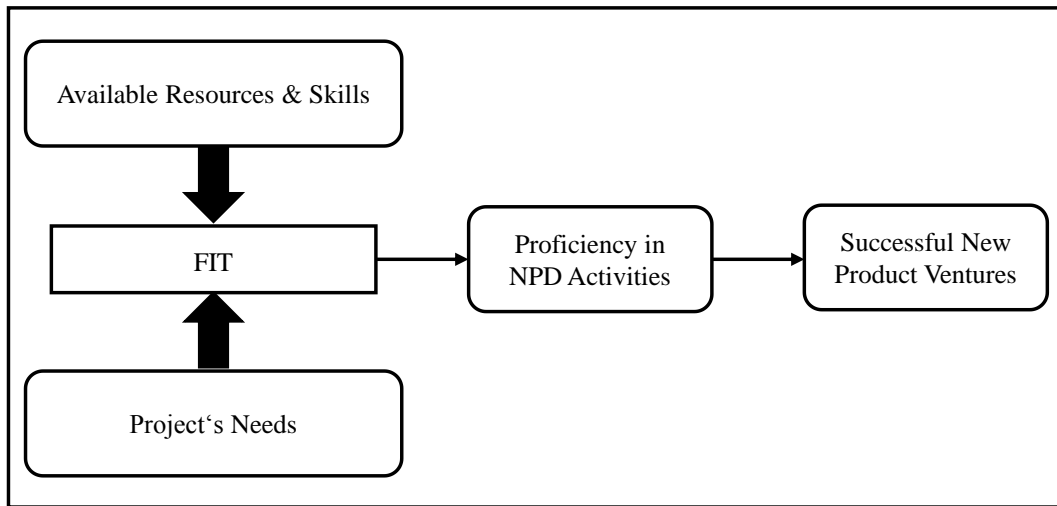 Available Resources & Skills
FIT
Proficiency in
NPD Activities
Successful New
Product Ventures
Project‘s Needs